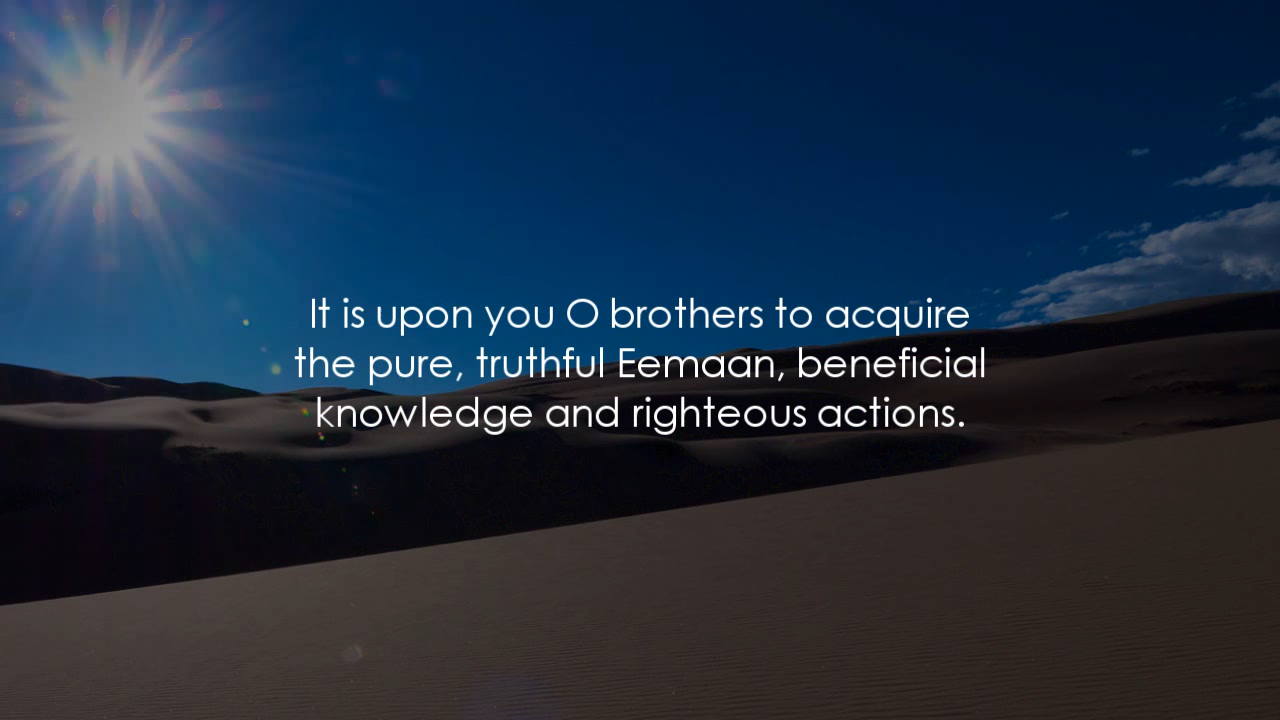 It is upon you O brothers to acquire
the pure, truthful Eemaan, beneficial
knowledge and righteous actions.